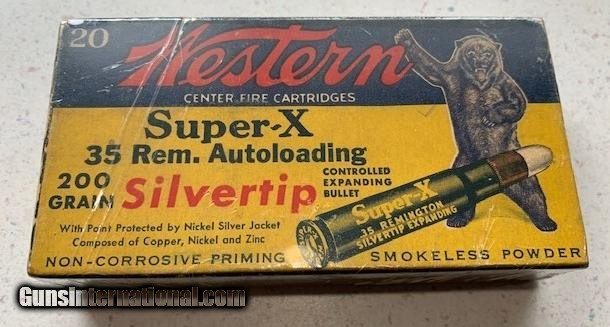 20
Western
CENTER FIRE CARTRIDGES
Super-X
35 Rem. Autoloading
200
GRAIN
Silvertip
CONTROLLED
EXPANDING
BULLET
With Point Protected by Nickel Silver Jacket
Composed of Copper, Nickel and Zinc
Super-X
35 REMINGTON
SILVERTIP EXPANDING
NON-CORROSIVE PRIMING
SMOKELESS POWDER
Gunsinternational.com